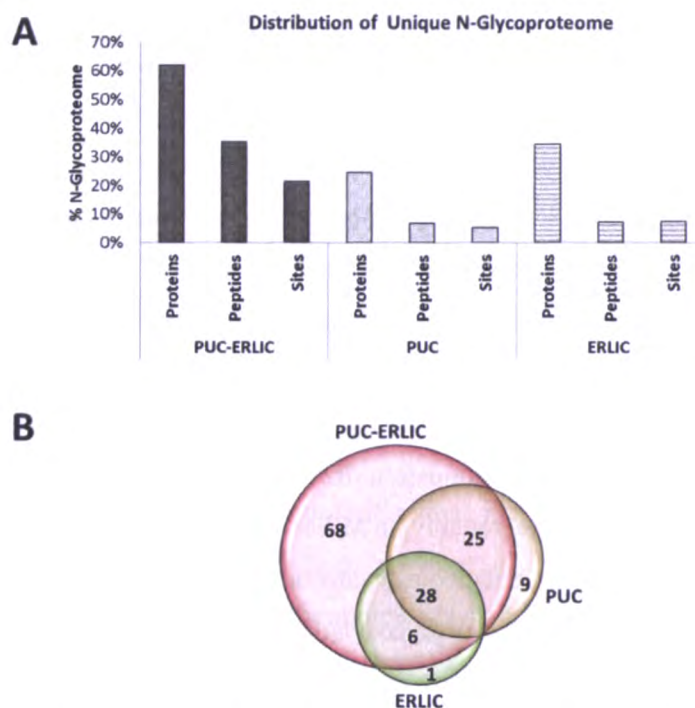 A
Distribution of Unique N-Glycoproteome
% N-Glycoproteome
70%
60%
50%
40%
30%
20%
10%
0%
Proteins
Peptides
Sites
Proteins
Peptides
Sites
Proteins
Peptides
Sites
PUC-ERLIC
PUC
ERLIC
B
PUC-ERLIC
68
25
28
9
PUC
6
1
ERLIC